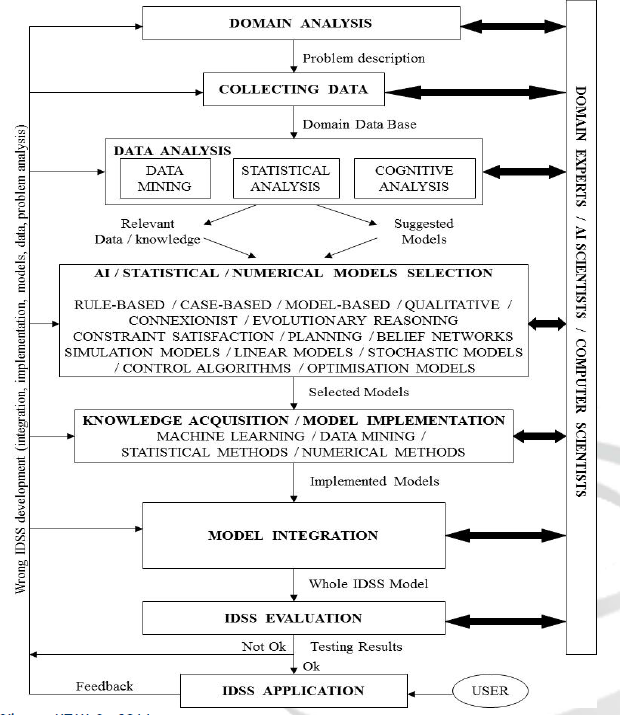 DOMAIN ANALYSIS
Problem description
COLLECTING DATA
Domain Data Base
DATA ANALYSIS
DATA
MINING
STATISTICAL
ANALYSIS
COGNITIVE
ANALYSIS
Relevant
Data / knowledge
Suggested
Models
AI / STATISTICAL / NUMERICAL MODELS SELECTION
RULE-BASED / CASE-BASED / MODEL-BASED / QUALITATIVE /
CONNEXIONIST / EVOLUTIONARY REASONING
CONSTRAINT SATISFACTION / PLANNING / BELIEF NETWORKS
SIMULATION MODELS / LINEAR MODELS / STOCHASTIC MODELS
/ CONTROL ALGORITHMS / OPTIMISATION MODELS
Selected Models
KNOWLEDGE ACQUISITION / MODEL IMPLEMENTATION
MACHINE LEARNING / DATA MINING /
STATISTICAL METHODS / NUMERICAL METHODS
Implemented Models
MODEL INTEGRATION
Whole IDSS Model
IDSS EVALUATION
Not Ok
Testing Results
Ok
Feedback
IDSS APPLICATION
USER
Wrong IDSS development (integration, implementation, models, data, problem analysis)
DOMAIN EXPERTS / AI SCIENTISTS / COMPUTER SCIENTISTS